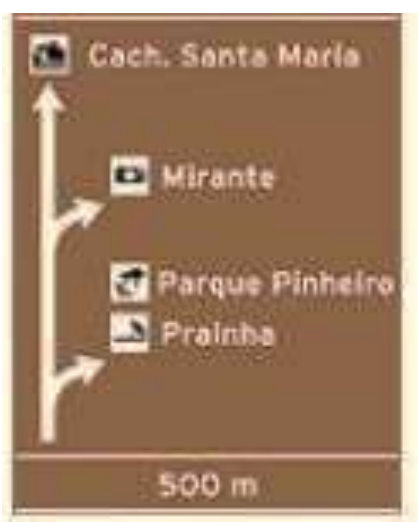 Cach. Santa Maria
Mirante
Parque Pinheiro
Prainha
500 m